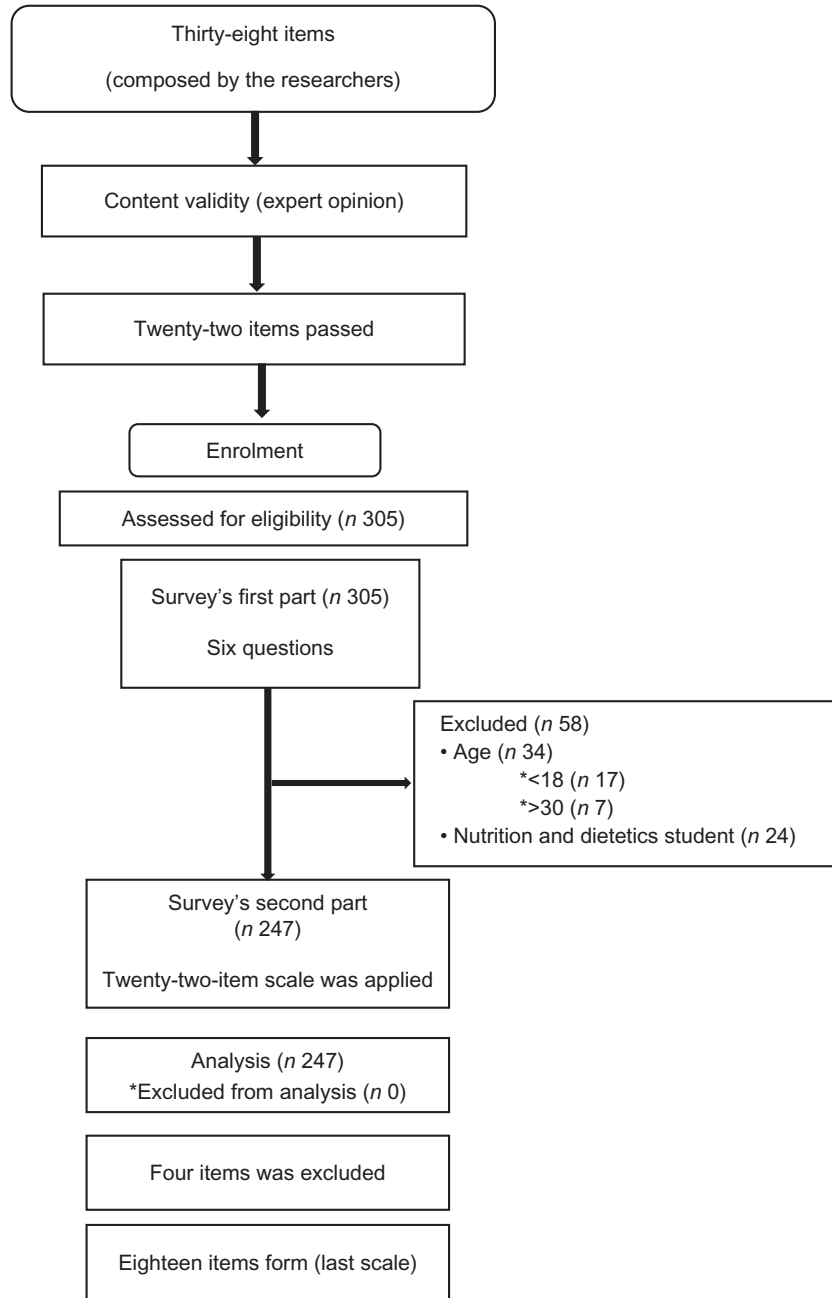 Thirty-eight items
(composed by the researchers)
Content validity (expert opinion)
Twenty-two items passed
Enrolment
Assessed for eligibility (n 305)
Survey's first part (n 305)
Six questions
Excluded (n 58)
• Age (n 34)
*<18 (n 17)
*>30 (n 7)
• Nutrition and dietetics student (n 24)
Survey's second part
(n 247)
Twenty-two-item scale was applied
Analysis (n 247)
*Excluded from analysis (n 0)
Four items was excluded
Eighteen items form (last scale)